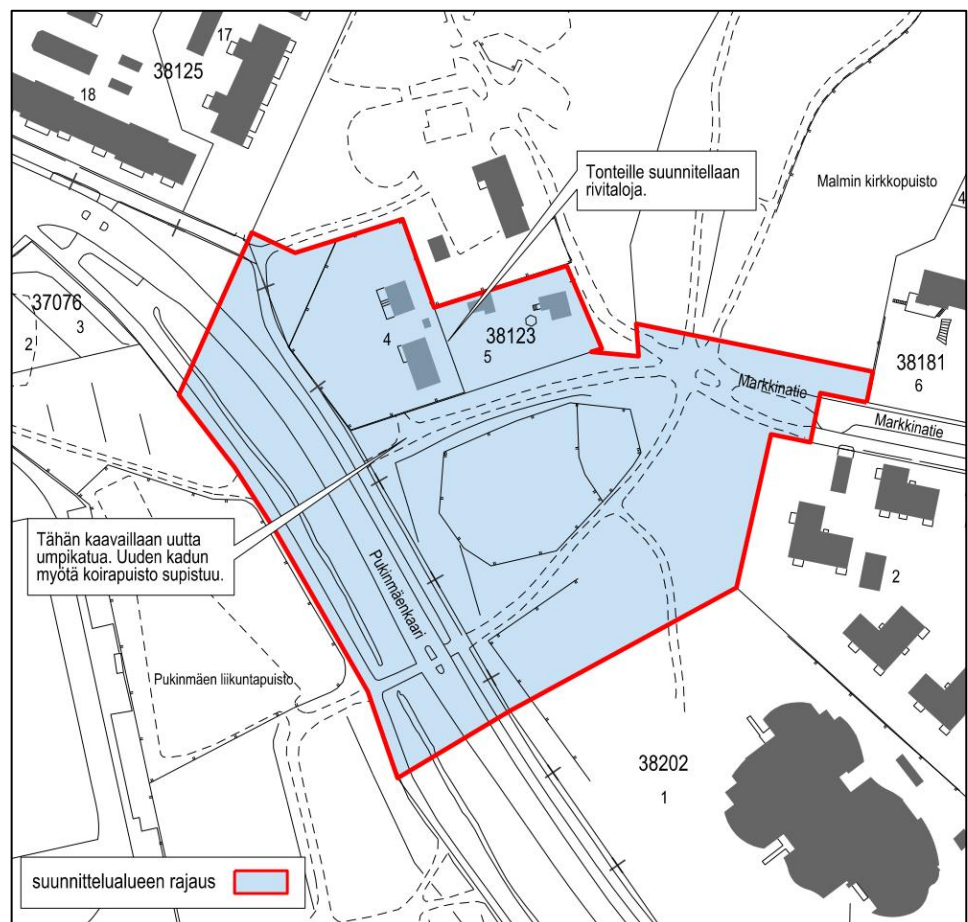 17
38125
18
Tonteille suunnitellaan
rivitaloja.
Malmin kirkkopuisto
4
37076
3
2
4
38123
5
38181
6
Markkinatie
Markkinatie
Tähän kaavaillaan uutta
umpikatua. Uuden kadun
myötä koirapuisto supistuu.
Pukinmäenkaari
2
Pukinmäen liikuntapuisto
38202
1
suunnittelualueen rajaus